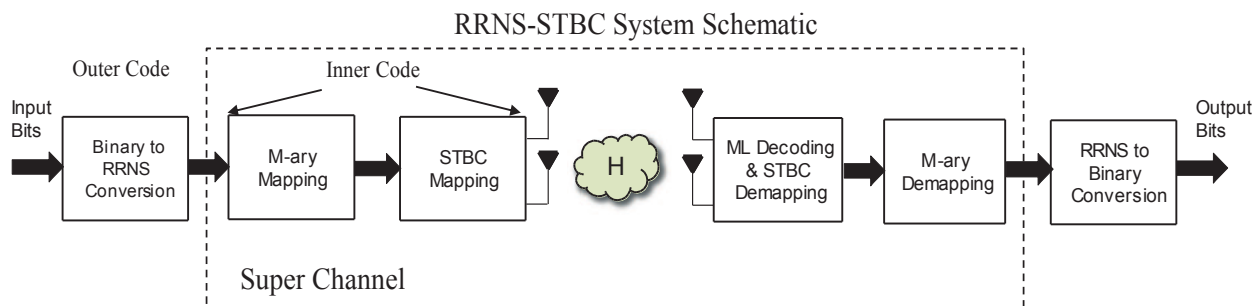 RRNS-STBC System Schematic
Outer Code
Inner Code
Input
Bits
Binary to
RRNS
Conversion
M-ary
Mapping
STBC
Mapping
H
ML Decoding
& STBC
Demapping
M-ary
Demapping
RRNS to
Binary
Conversion
Output
Bits
Super Channel